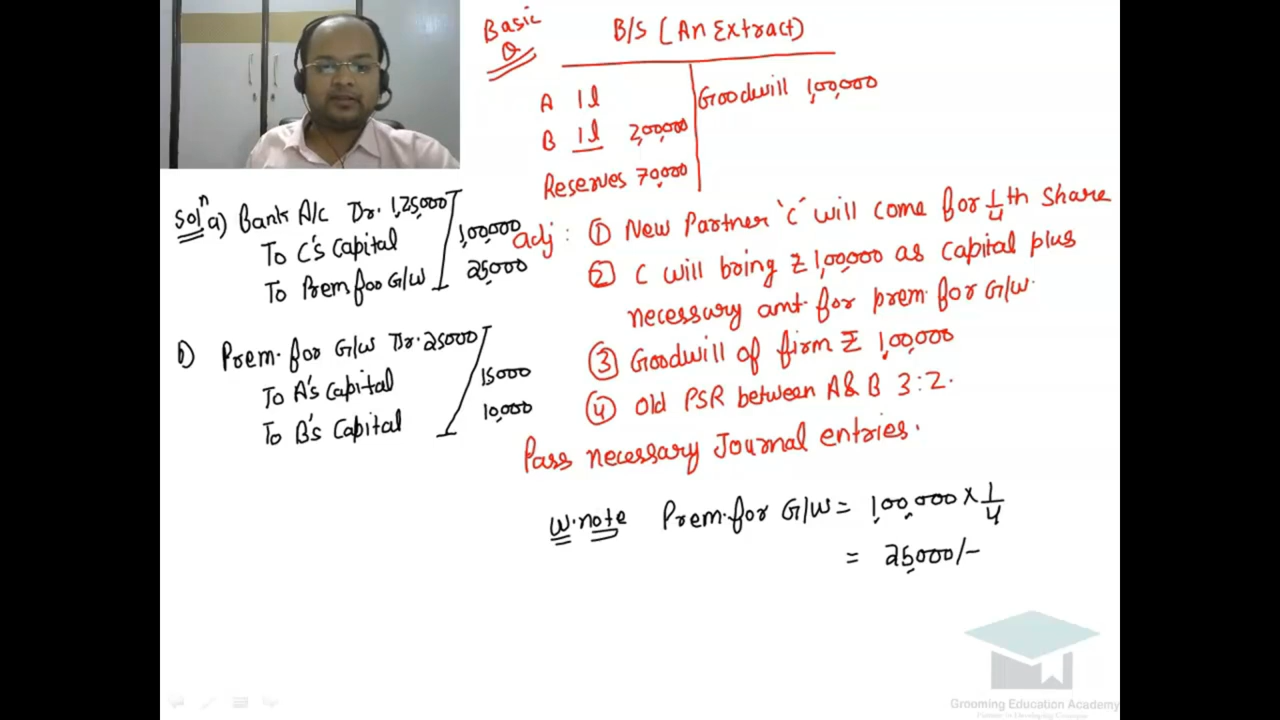 Basic
Q
B/S (An Extract)
A 1l
B 1l 2,00,000
Reserves 70,000
Goodwill 1,00,000
Soln a) Bank A/c Dr. 1,25,000
To C's Capital 1,00,000
To Prem for G/W 25,000
b) Prem. for G/W Dr. 25000
To A's Capital 15000
To B's Capital 10,000
adj: ① New Partner 'C' will come for 1/4 th share
② C will bring ₹ 1,00,000 as capital plus
necessary amt. for prem. for G/W.
③ Goodwill of firm ₹ 1,00,000
④ Old PSR between A & B 3:2.
Pass necessary Journal entries.
W. note Prem. for G/W = 1,00,000 × 1/4
= 25,000/-
Grooming Education Academy